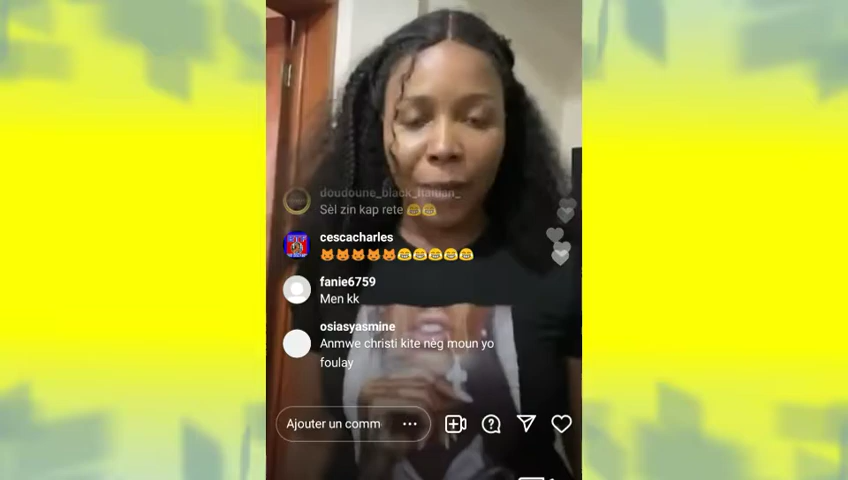 doudoune_black_italian_
Sèl zin kap rete 😂😂
cescacharles
😼😼😼😼😼😂😂😂😂😂
fanie6759
Men kk
osiasyasmine
Anmwe christi kite nèg moun yo
foulay
Ajouter un comm